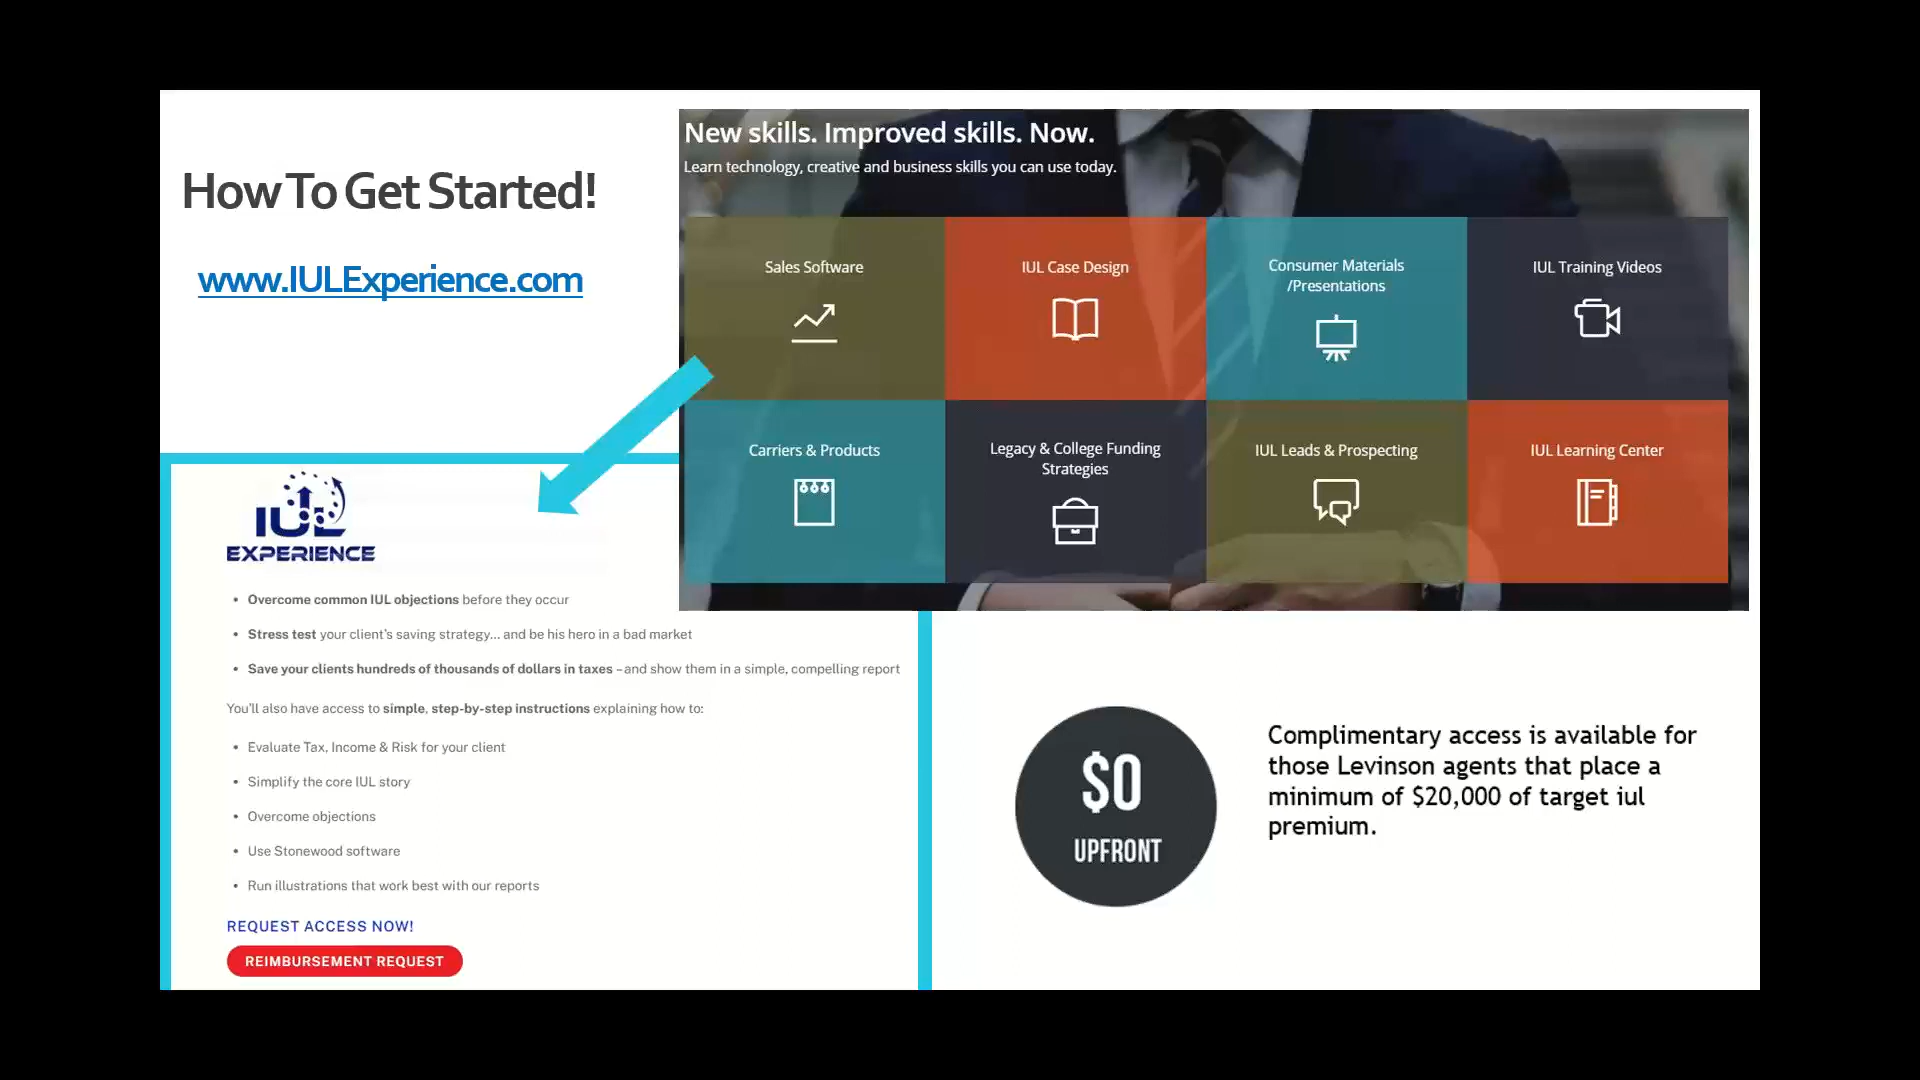 How To Get Started!
www.IULExperience.com
New skills. Improved skills. Now.
Learn technology, creative and business skills you can use today.
Sales Software
IUL Case Design
Consumer Materials
/Presentations
IUL Training Videos
Carriers & Products
Legacy & College Funding
Strategies
IUL Leads & Prospecting
IUL Learning Center
IUL
EXPERIENCE
• Overcome common IUL objections before they occur
• Stress test your client's saving strategy... and be his hero in a bad market
• Save your clients hundreds of thousands of dollars in taxes – and show them in a simple, compelling report
You'll also have access to simple, step-by-step instructions explaining how to:
• Evaluate Tax, Income & Risk for your client
• Simplify the core IUL story
• Overcome objections
• Use Stonewood software
• Run illustrations that work best with our reports
REQUEST ACCESS NOW!
REIMBURSEMENT REQUEST
$0
UPFRONT
Complimentary access is available for
those Levinson agents that place a
minimum of $20,000 of target iul
premium.